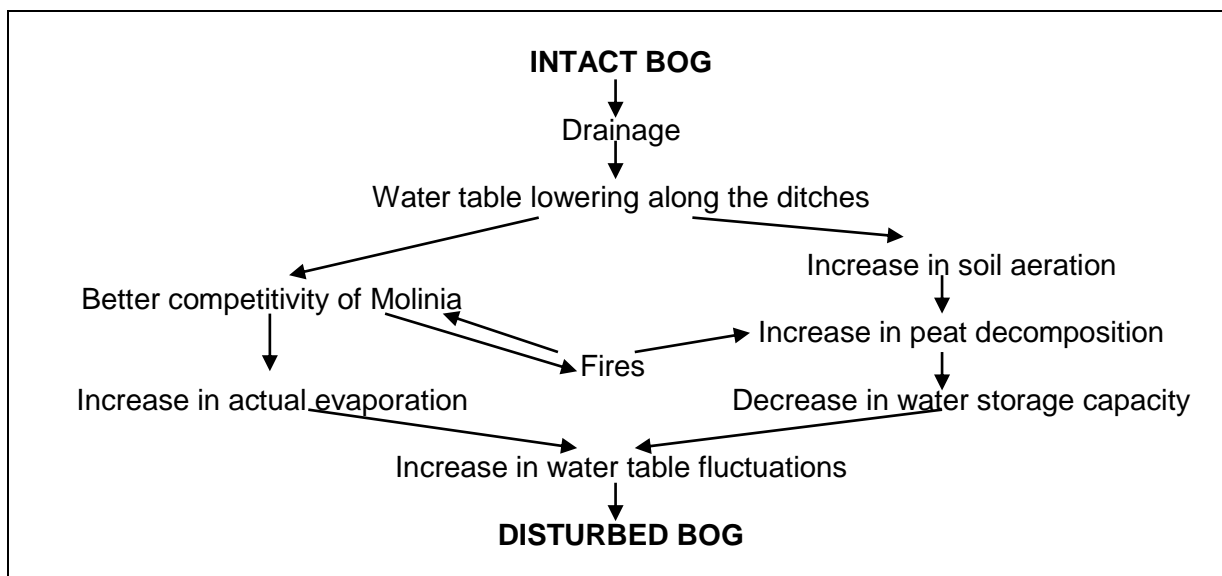 INTACT BOG
Drainage
Water table lowering along the ditches
Increase in soil aeration
Better competitivity of Molinia
Increase in peat decomposition
Fires
Increase in actual evaporation
Decrease in water storage capacity
Increase in water table fluctuations
DISTURBED BOG